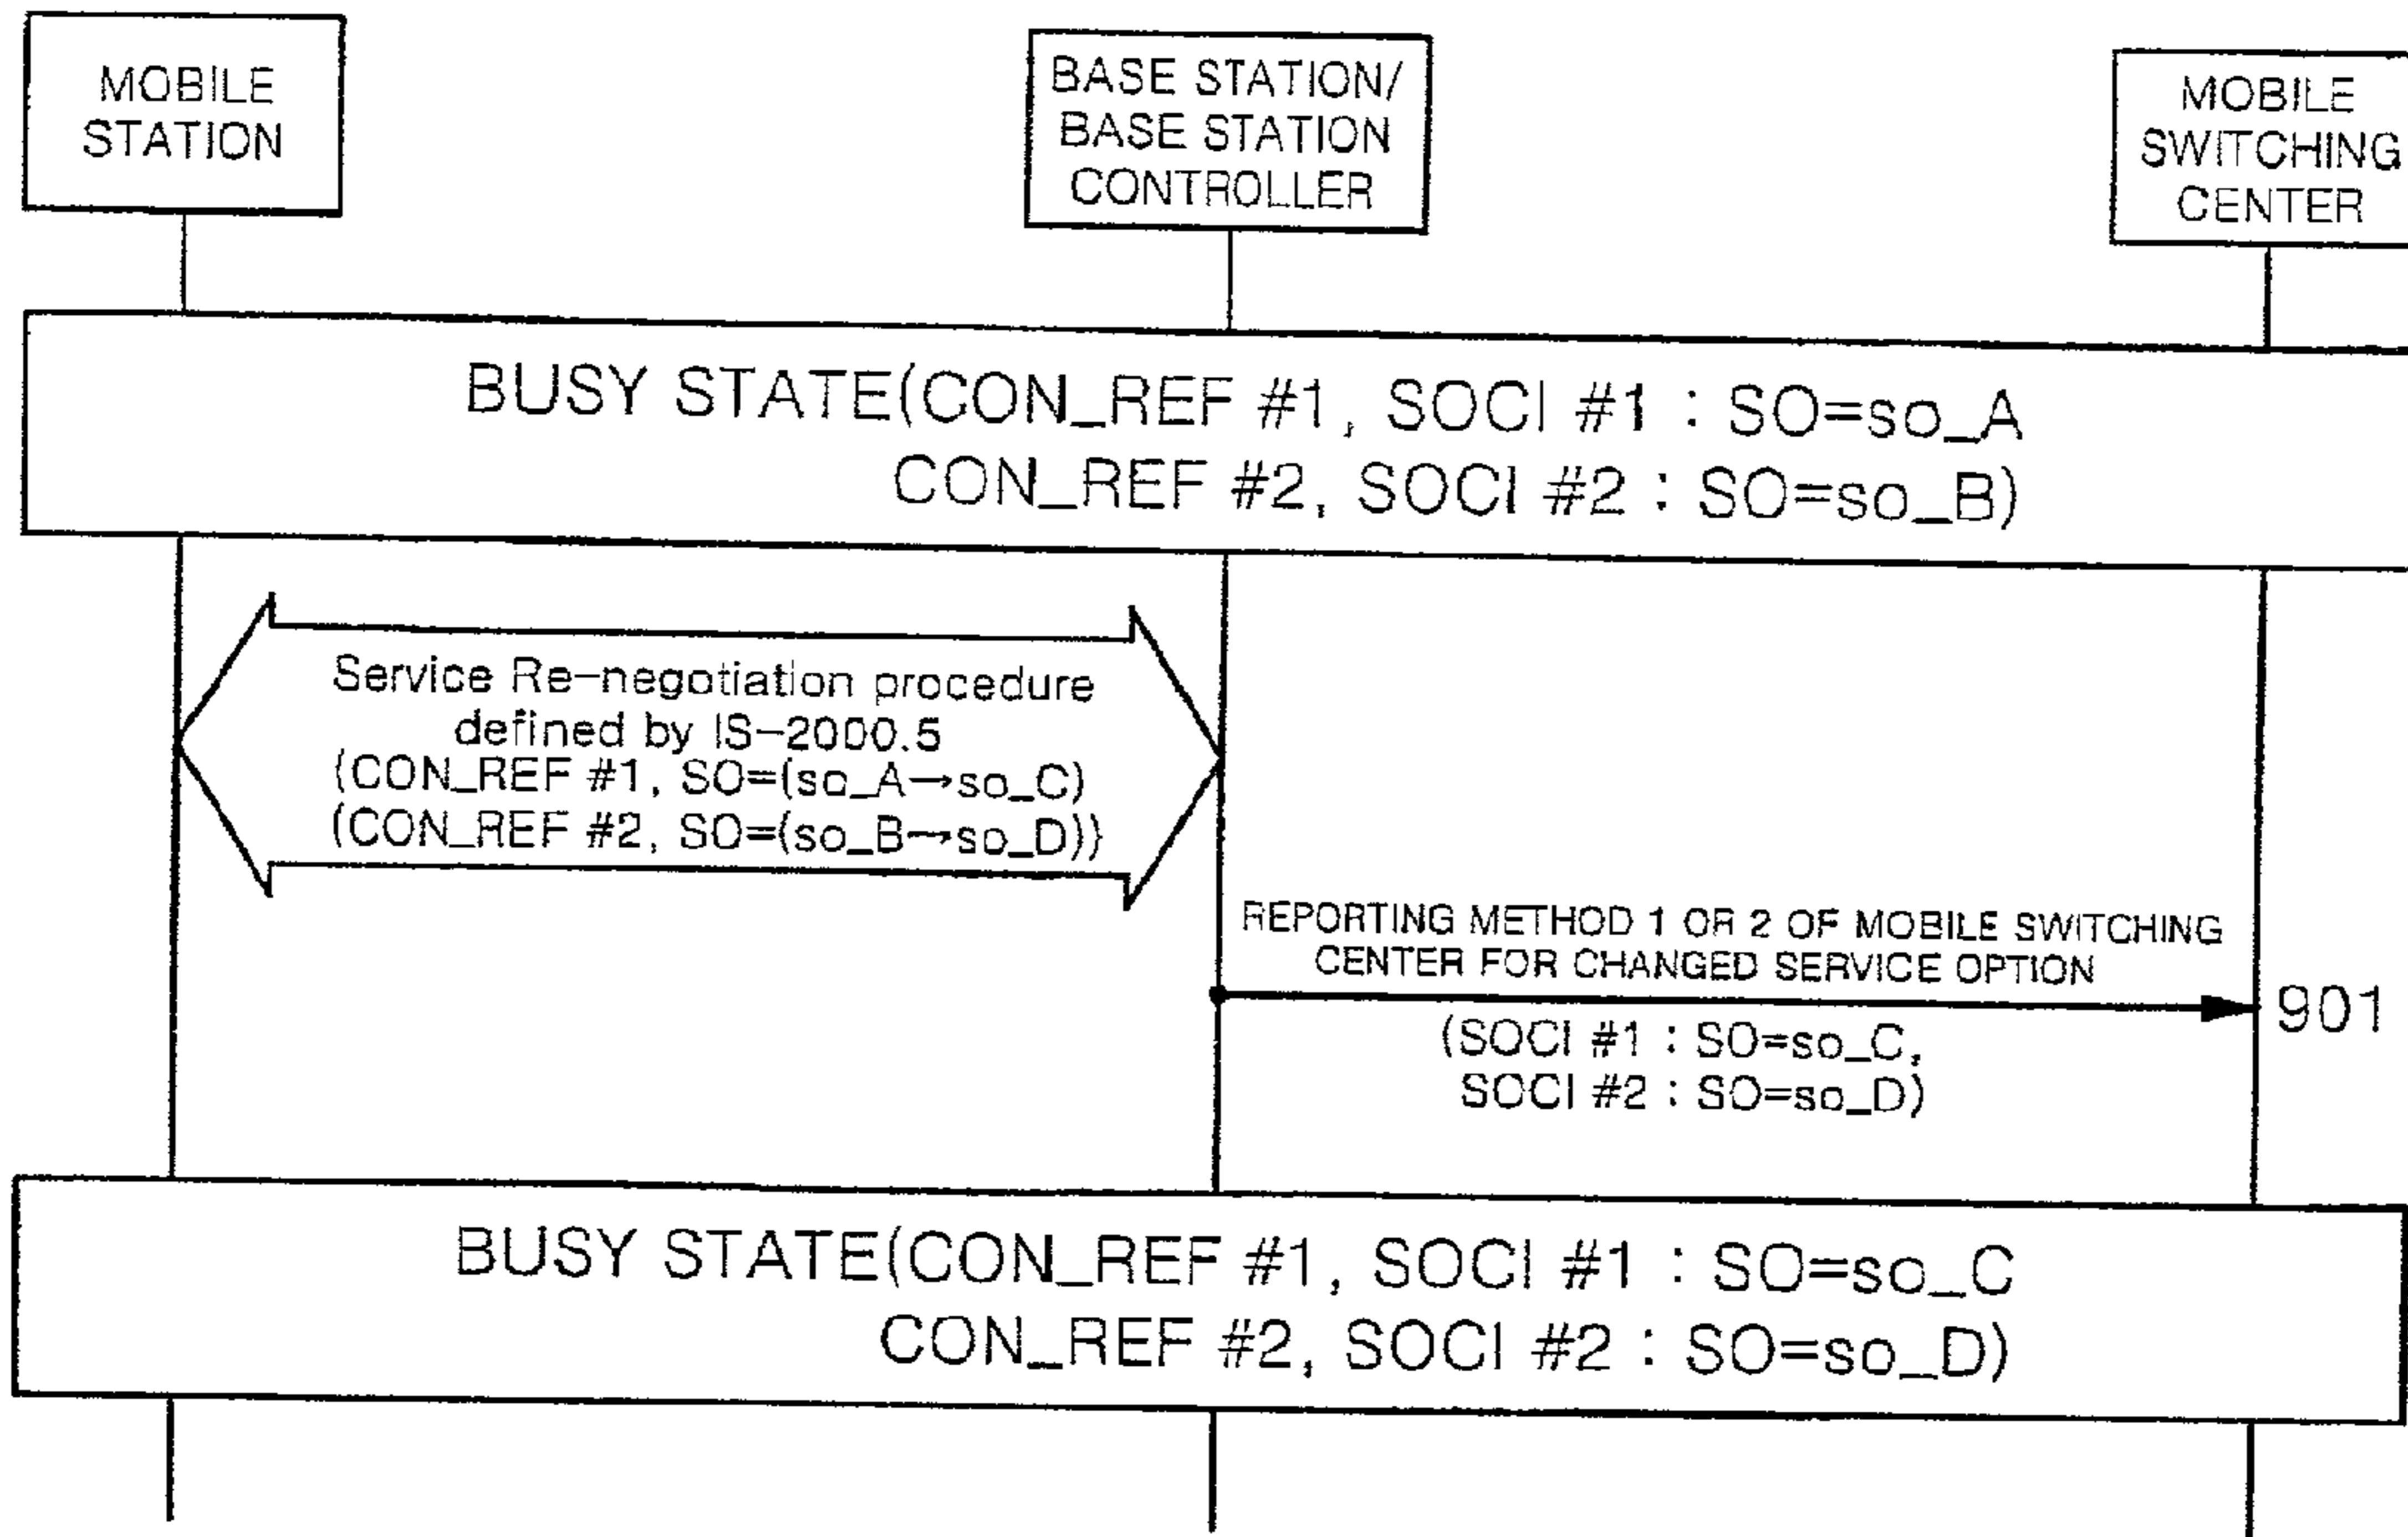 MOBILE
STATION
BASE STATION/
BASE STATION
CONTROLLER
MOBILE
SWITCHING
CENTER
BUSY STATE(CON_REF #1, SOCI #1 : SO=so_A
CON_REF #2, SOCI #2 : SO=so_B)
Service Re-negotiation procedure
defined by IS-2000.5
(CON_REF #1, SO=(so_A→so_C)
(CON_REF #2, SO=(so_B→so_D))
REPORTING METHOD 1 OR 2 OF MOBILE SWITCHING
CENTER FOR CHANGED SERVICE OPTION
901
(SOCI #1 : SO=so_C,
SOCI #2 : SO=so_D)
BUSY STATE(CON_REF #1, SOCI #1 : SO=so_C
CON_REF #2, SOCI #2 : SO=so_D)